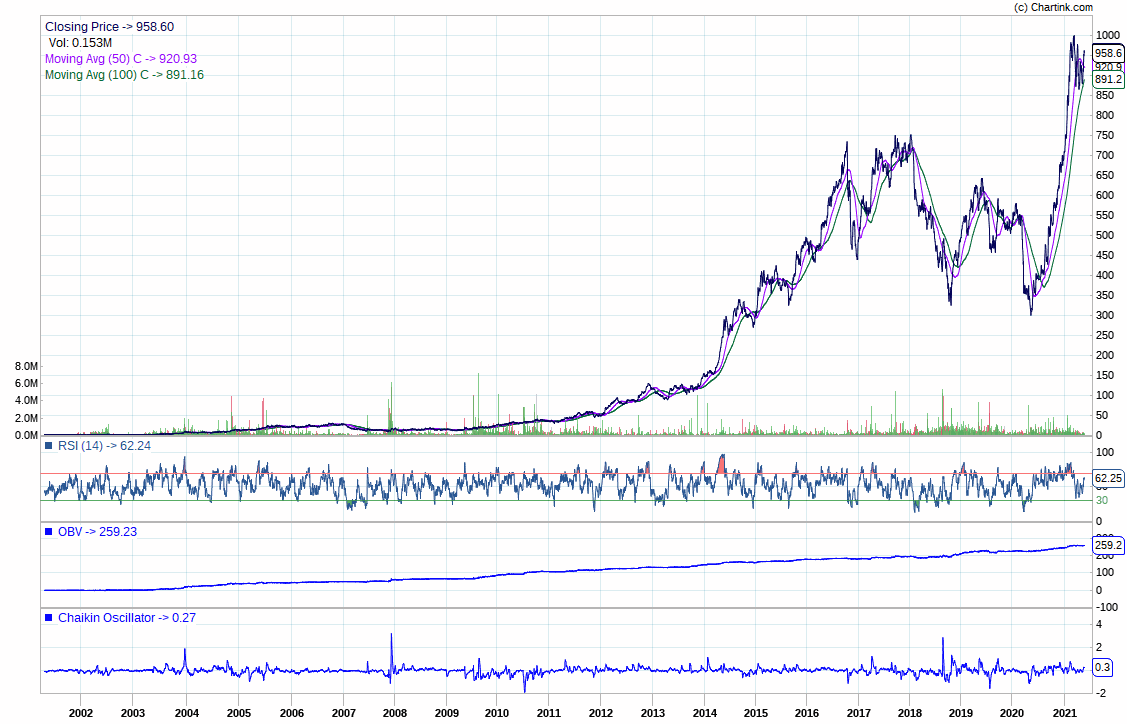 (c) Chartink.com
Closing Price -> 958.60
Vol: 0.153M
Moving Avg (50) C -> 920.93
Moving Avg (100) C -> 891.16
1000
958.6
920.9
891.2
850
800
750
700
650
600
550
500
450
400
350
300
250
200
150
100
50
0
8.0M
6.0M
4.0M
2.0M
0.0M
RSI (14) -> 62.24
100
62.25
30
0
OBV -> 259.23
259.2
200
100
0
-100
Chaikin Oscillator -> 0.27
4
2
0.3
-2
2002 2003 2004 2005 2006 2007 2008 2009 2010 2011 2012 2013 2014 2015 2016 2017 2018 2019 2020 2021